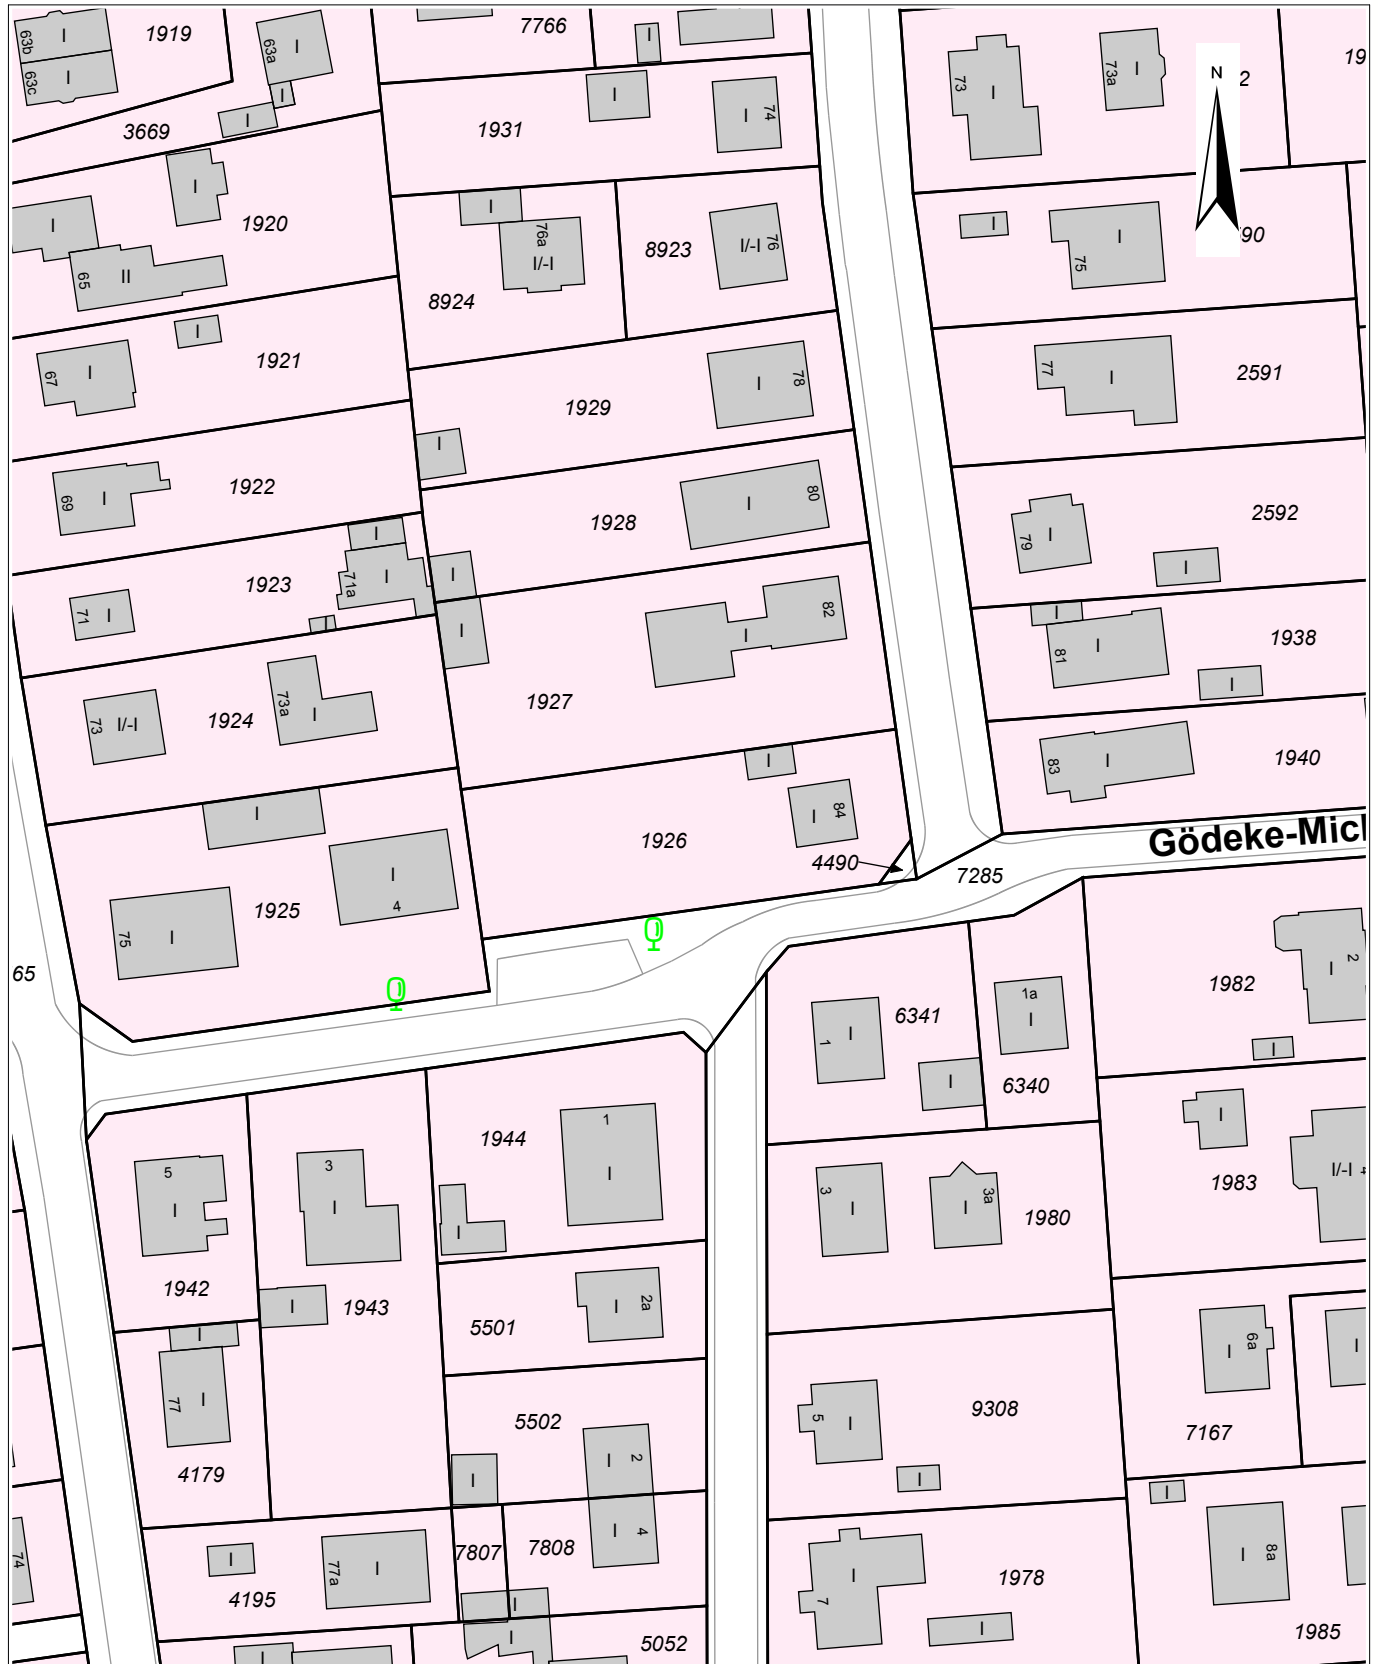 63b
I
1919
63a
I
7766
I
73
I
73a
I
N
2
19
63c
I
I
I
3669
1931
I
I
74
I
1920
I
76a
I/-I
8923
I/-I
76
I
I
75
90
I
65
II
8924
I
1921
67
I
1929
I
78
77
I
2591
I
69
I
1922
1928
I
80
79
I
2592
I
I
71
I
1923
71a
I
I
I
I
82
I
I
81
I
1938
I
73
I/-I
1924
73a
I
1927
83
I
1940
I
I
1926
I
84
4490
7285
Gödeke-Micl
75
I
1925
I
4
65
1982
I
2
1
I
6341
1a
I
I
6340
I
5
I
3
I
1944
1
I
I
1983
I/-I
3
I
I
3a
1980
I
1942
I
1943
I
5501
I
2a
I
6a
I
I
77
I
5
I
9308
5502
I
2
7167
4179
I
I
I
74
I
4195
77a
I
7807
7808
I
4
I
7
1978
I
I
8a
I
I
5052
1985
I